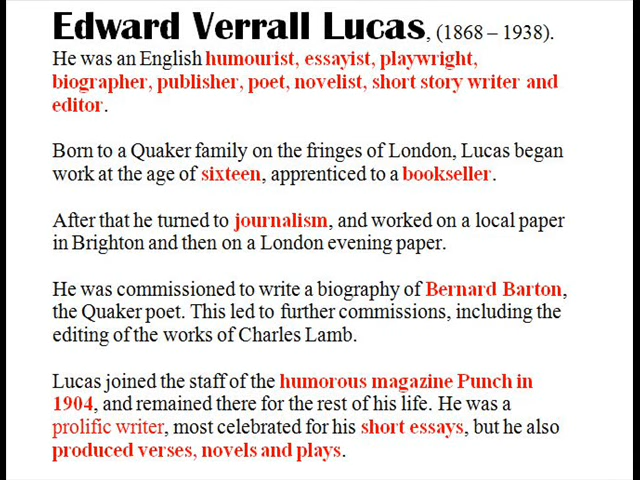 Edward Verrall Lucas, (1868 – 1938).
He was an English humourist, essayist, playwright,
biographer, publisher, poet, novelist, short story writer and
editor.
Born to a Quaker family on the fringes of London, Lucas began
work at the age of sixteen, apprenticed to a bookseller.
After that he turned to journalism, and worked on a local paper
in Brighton and then on a London evening paper.
He was commissioned to write a biography of Bernard Barton,
the Quaker poet. This led to further commissions, including the
editing of the works of Charles Lamb.
Lucas joined the staff of the humorous magazine Punch in
1904, and remained there for the rest of his life. He was a
prolific writer, most celebrated for his short essays, but he also
produced verses, novels and plays.